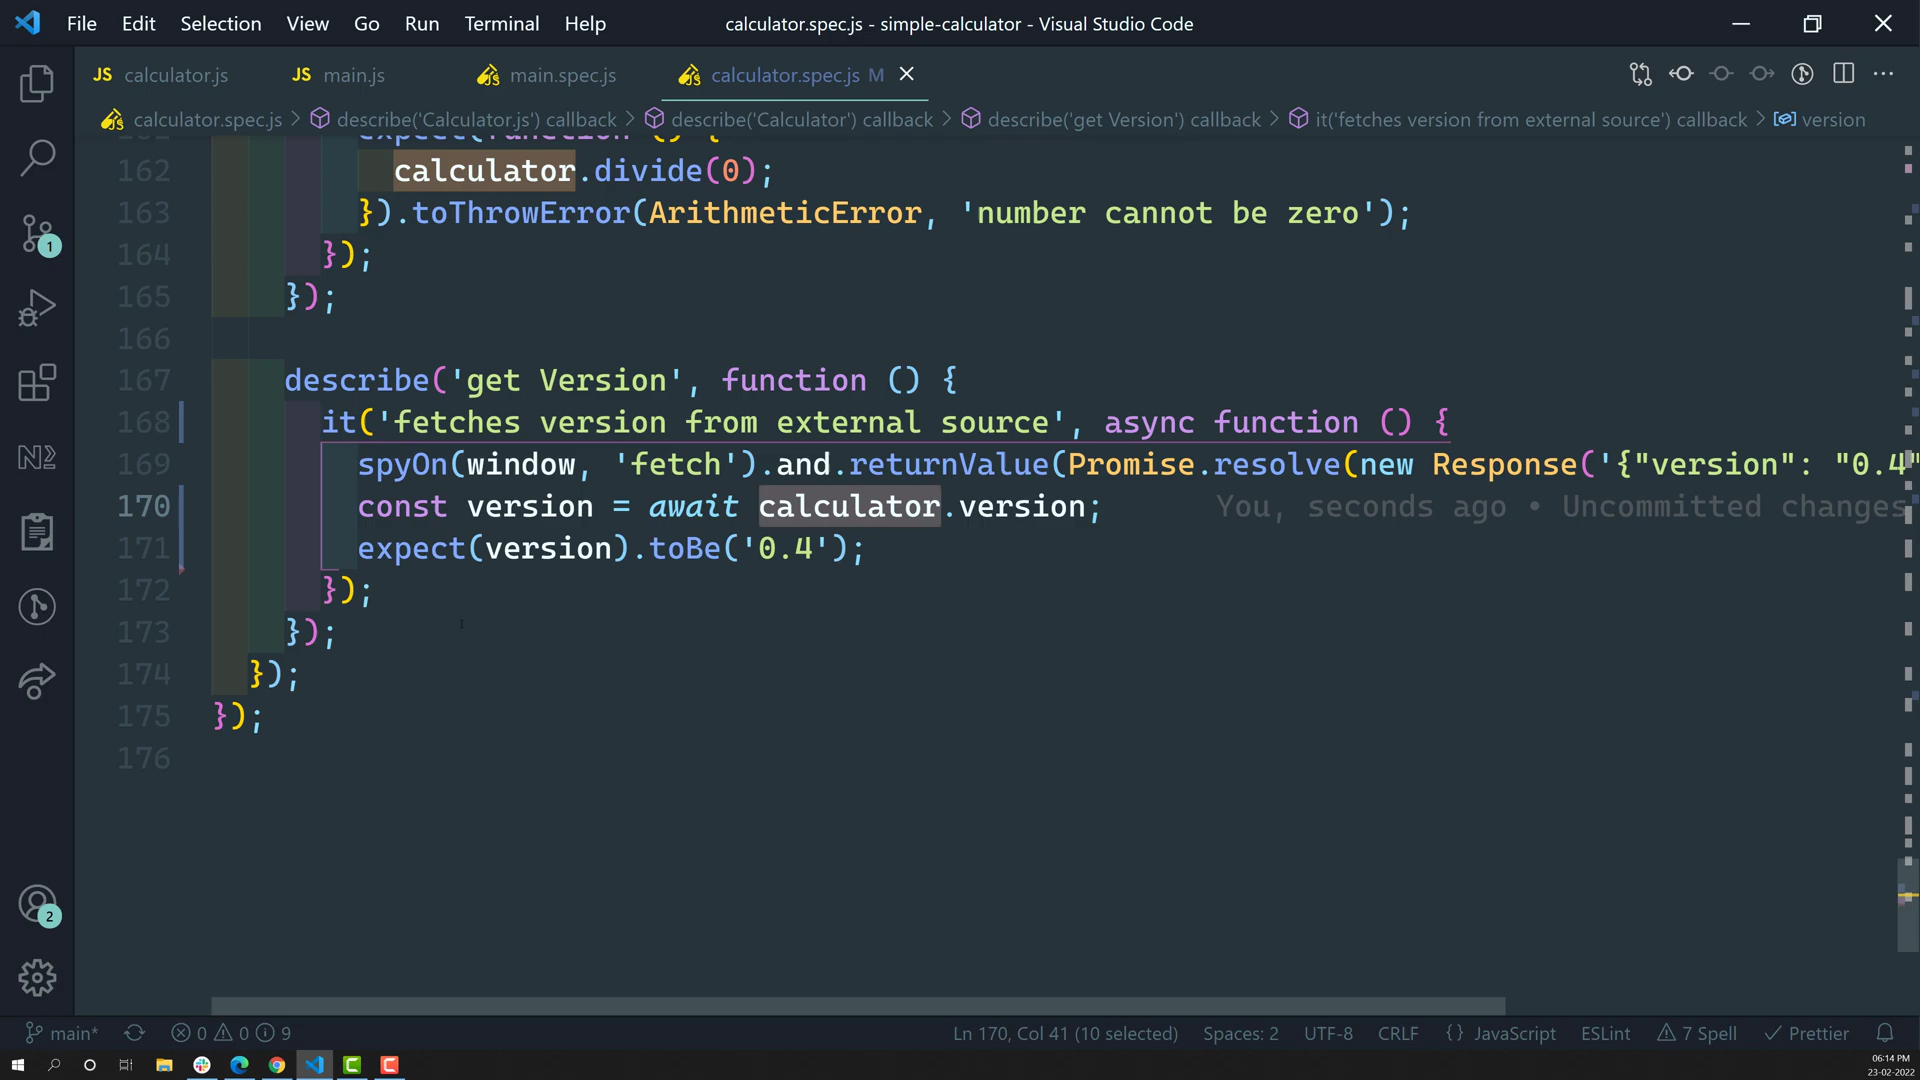 File Edit Selection View Go Run Terminal Help calculator.spec.js - simple-calculator - Visual Studio Code
JS calculator.js JS main.js main.spec.js calculator.spec.js M
calculator.spec.js > describe('Calculator.js') callback > describe('Calculator') callback > describe('get Version') callback > it('fetches version from external source') callback > version
161 expect(function () {
162 calculator.divide(0);
163 }).toThrowError(ArithmeticError, 'number cannot be zero');
164 });
165 });
166
167 describe('get Version', function () {
168 it('fetches version from external source', async function () {
169 spyOn(window, 'fetch').and.returnValue(Promise.resolve(new Response('{"version": "0.4"
170 const version = await calculator.version; You, seconds ago • Uncommitted changes
171 expect(version).toBe('0.4');
172 });
173 });
174 });
175 });
176
1
N
2
main* 0 0 9 Ln 170, Col 41 (10 selected) Spaces: 2 UTF-8 CRLF {} JavaScript ESLint 7 Spell Prettier
06:14 PM
23-02-2022